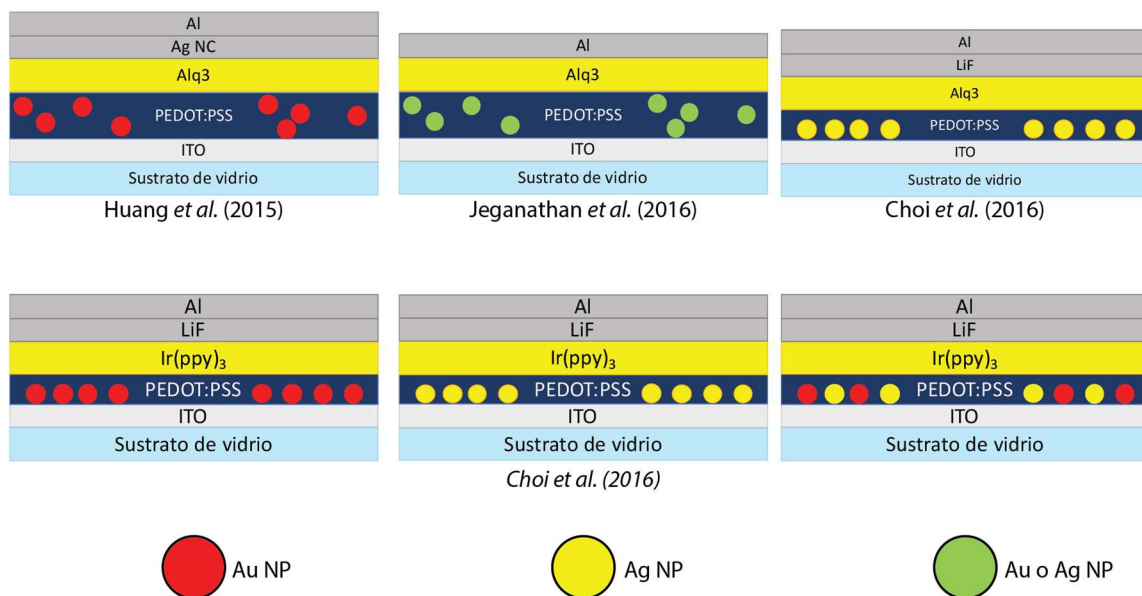 Al
Ag NC
Alq3
PEDOT:PSS
ITO
Sustrato de vidrio
Huang et al. (2015)
Al
Alq3
PEDOT:PSS
ITO
Sustrato de vidrio
Jeganathan et al. (2016)
Al
LiF
Alq3
PEDOT:PSS
ITO
Sustrato de vidrio
Choi et al. (2016)
Al
LiF
Ir(ppy)₃
PEDOT:PSS
ITO
Sustrato de vidrio
Al
LiF
Ir(ppy)₃
PEDOT:PSS
ITO
Sustrato de vidrio
Al
LiF
Ir(ppy)₃
PEDOT:PSS
ITO
Sustrato de vidrio
Choi et al. (2016)
Au NP
Ag NP
Au o Ag NP